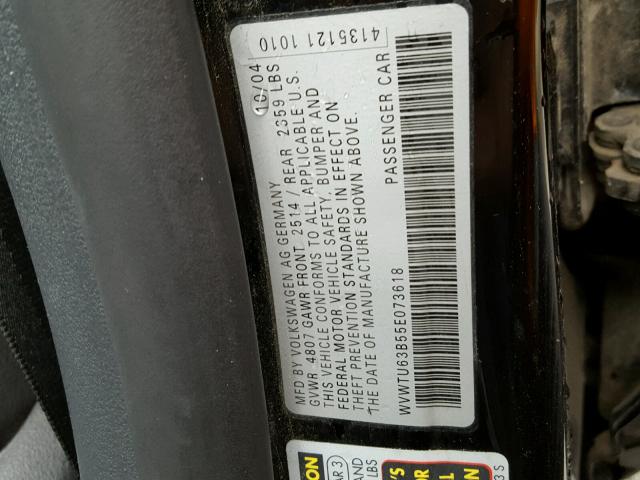 4135121 1010
10/04
MFD BY VOLKSWAGEN AG GERMANY
GVWR 4807 GAWR FRONT 2514 / REAR 2359 LBS
THIS VEHICLE CONFORMS TO ALL APPLICABLE U.S.
FEDERAL MOTOR VEHICLE SAFETY, BUMPER AND
THEFT PREVENTION STANDARDS IN EFFECT ON
THE DATE OF MANUFACTURE SHOWN ABOVE.
WVWTU63B55E073618 PASSENGER CAR